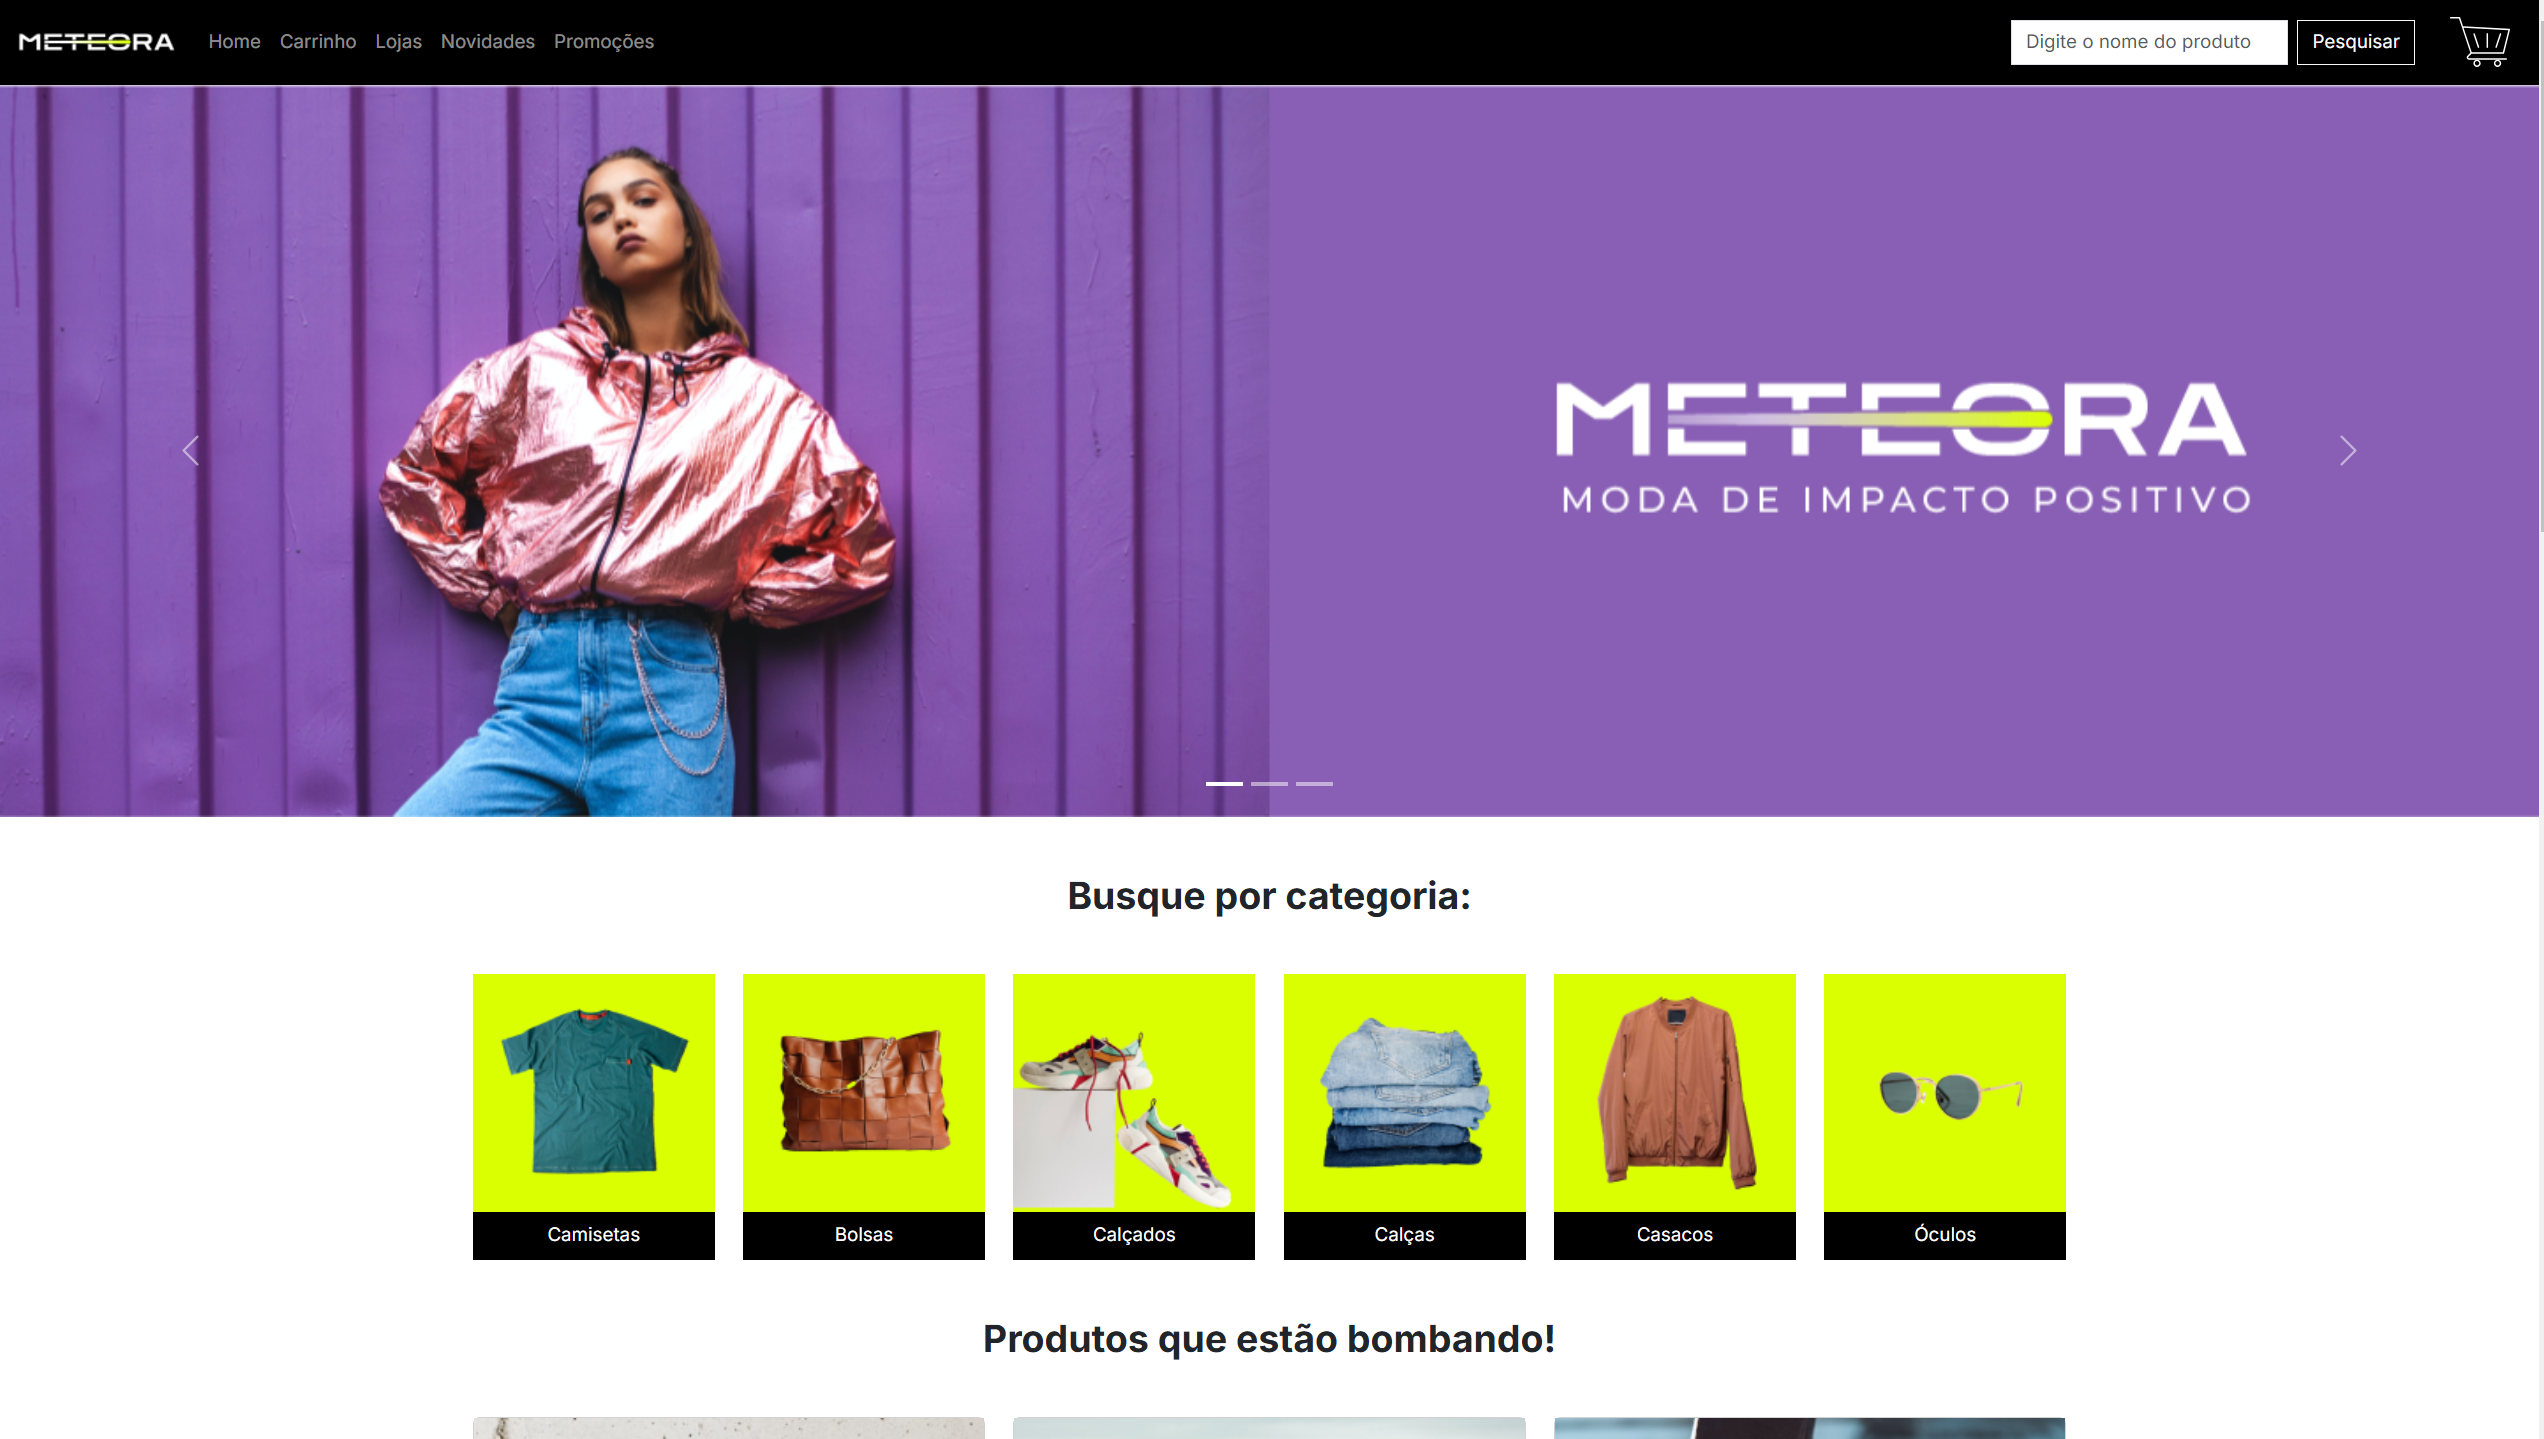 METEORA Home Carrinho Lojas Novidades Promoções Digite o nome do produto Pesquisar
METEORA
MODA DE IMPACTO POSITIVO
Busque por categoria:
Camisetas Bolsas Calçados Calças Casacos Óculos
Produtos que estão bombando!